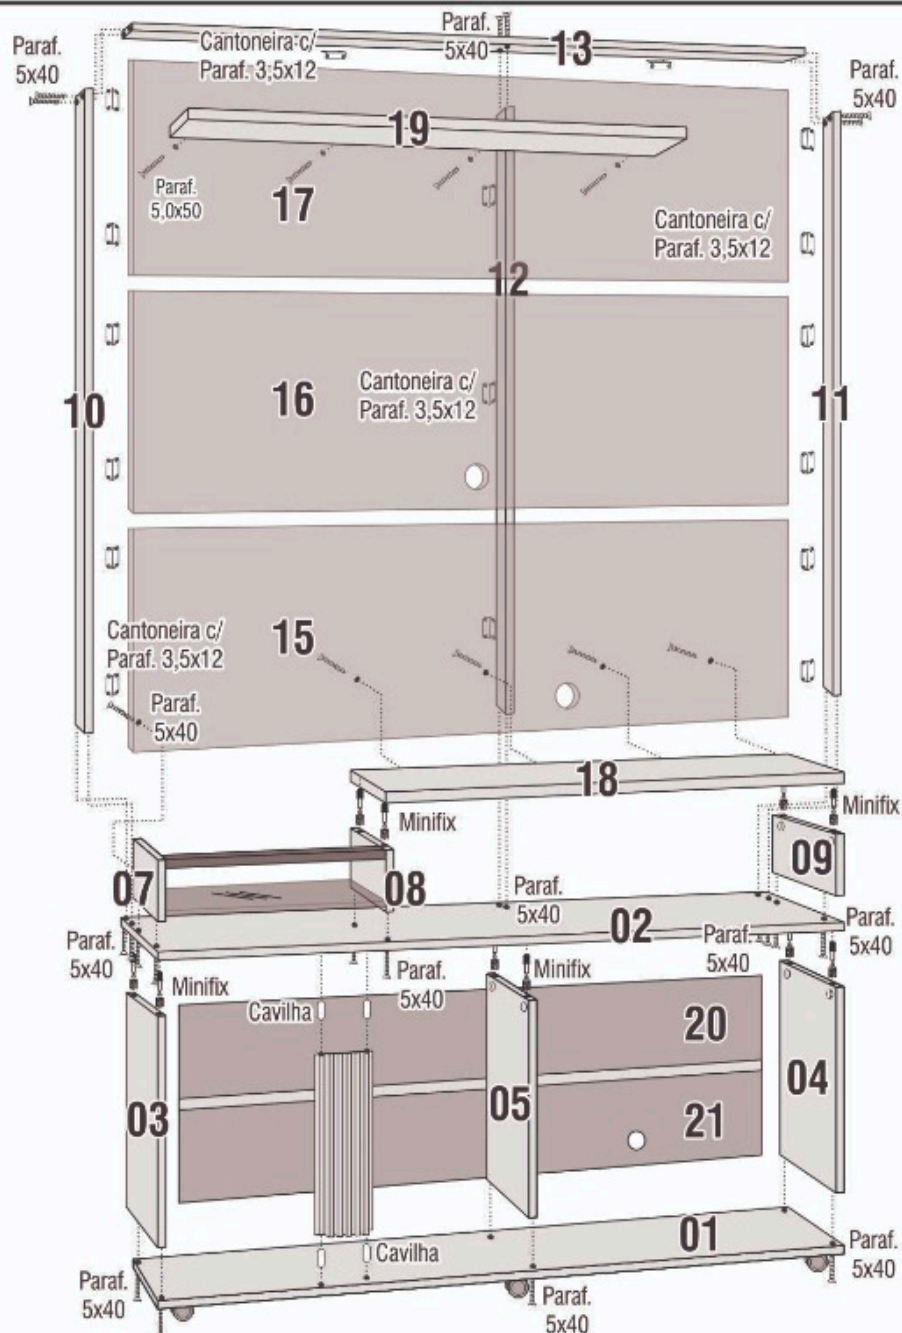 Paraf.
5x40
Paraf.
5x40
13
Cantoneira c/
Paraf. 3,5x12
Paraf.
5x40
19
Paraf.
5,0x50
17
Cantoneira c/
Paraf. 3,5x12
12
10
16
Cantoneira c/
Paraf. 3,5x12
11
Cantoneira c/
Paraf. 3,5x12
15
Paraf.
5x40
18
Minifix
Minifix
07
08
09
Paraf.
5x40
02
Paraf.
5x40
Paraf.
5x40
Paraf.
5x40
Paraf.
5x40
Minifix
Minifix
Cavilha
20
03
05
04
21
01
Cavilha
Paraf.
5x40
Paraf.
5x40
Paraf.
5x40